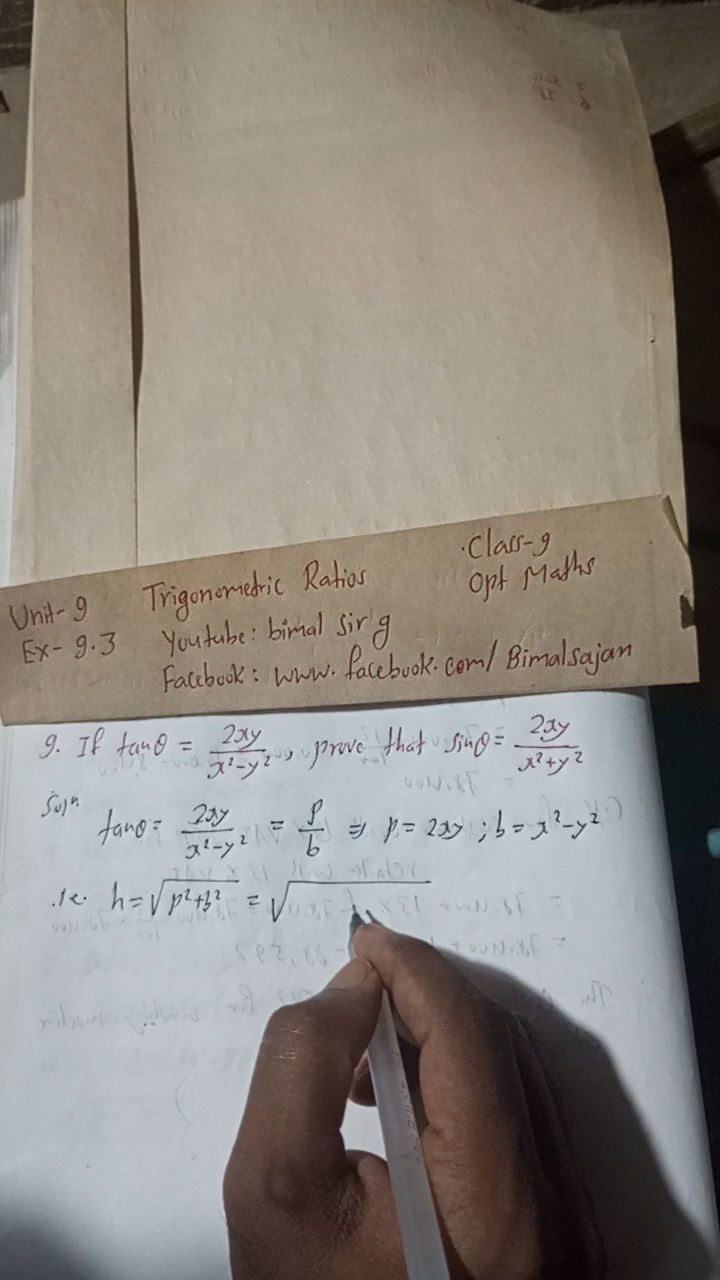 Unit-9 Trigonometric Ratios .Class-9
Ex- 9.3 Youtube: bimal sir g Opt Maths
Facebook: www.facebook.com/Bimalsajan
9. If tanθ = 2xy/x²-y², prove that sinθ = 2xy/x²+y²
Sol^n
tanθ = 2xy/x²-y² = p/b ⇒ p = 2xy ; b = x²-y²
h = √p²+b² = √